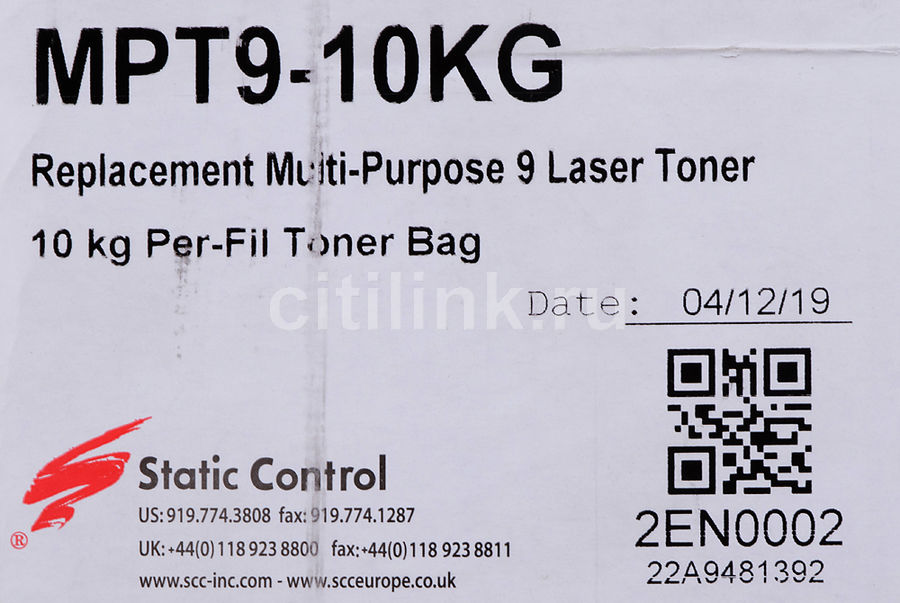 MPT9-10KG
Replacement Multi-Purpose 9 Laser Toner
10 kg Per-Fil Toner Bag
citilink.ru
Date: 04/12/19
Static Control
US: 919.774.3808 fax: 919.774.1287
UK: +44(0)118 923 8800 fax: +44(0)118 923 8811
®
www.scc-inc.com - www.scceurope.co.uk
2EN0002
22A9481392